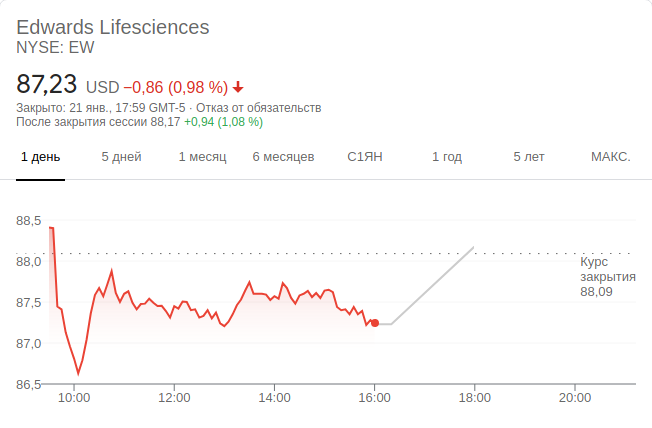 Edwards Lifesciences
NYSE: EW
87,23 USD −0,86 (0,98 %)
Закрыто: 21 янв., 17:59 GMT-5 · Отказ от обязательств
После закрытия сессии 88,17 +0,94 (1,08 %)
1 день 5 дней 1 месяц 6 месяцев С1ЯН 1 год 5 лет МАКС.
88,5
88,0
87,5
87,0
86,5
Курс
закрытия
88,09
10:00 12:00 14:00 16:00 18:00 20:00